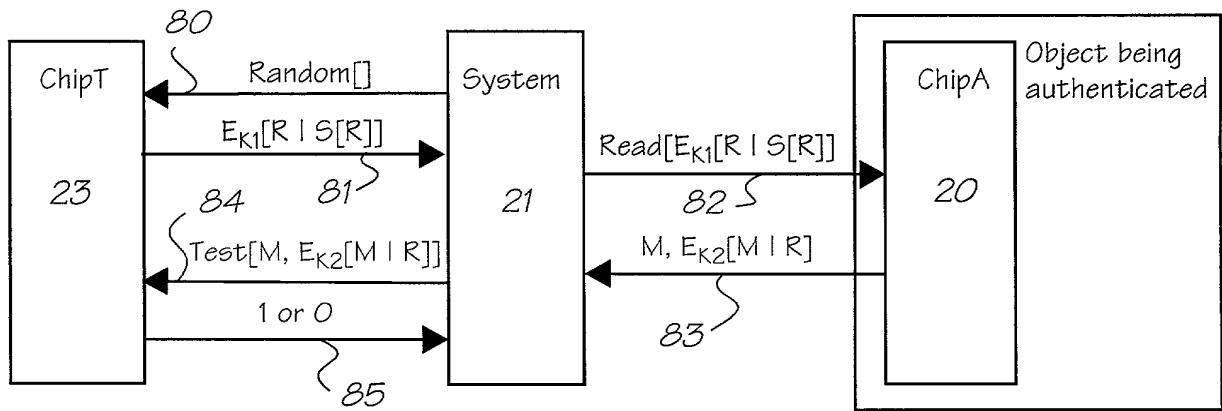 80
ChipT
Random[]
System
ChipA
Object being
authenticated
E_K1[R | S[R]]
Read[E_K1[R | S[R]]
23
81
21
82
20
84
Test[M, E_K2[M | R]]
M, E_K2[M | R]
1 or 0
83
85